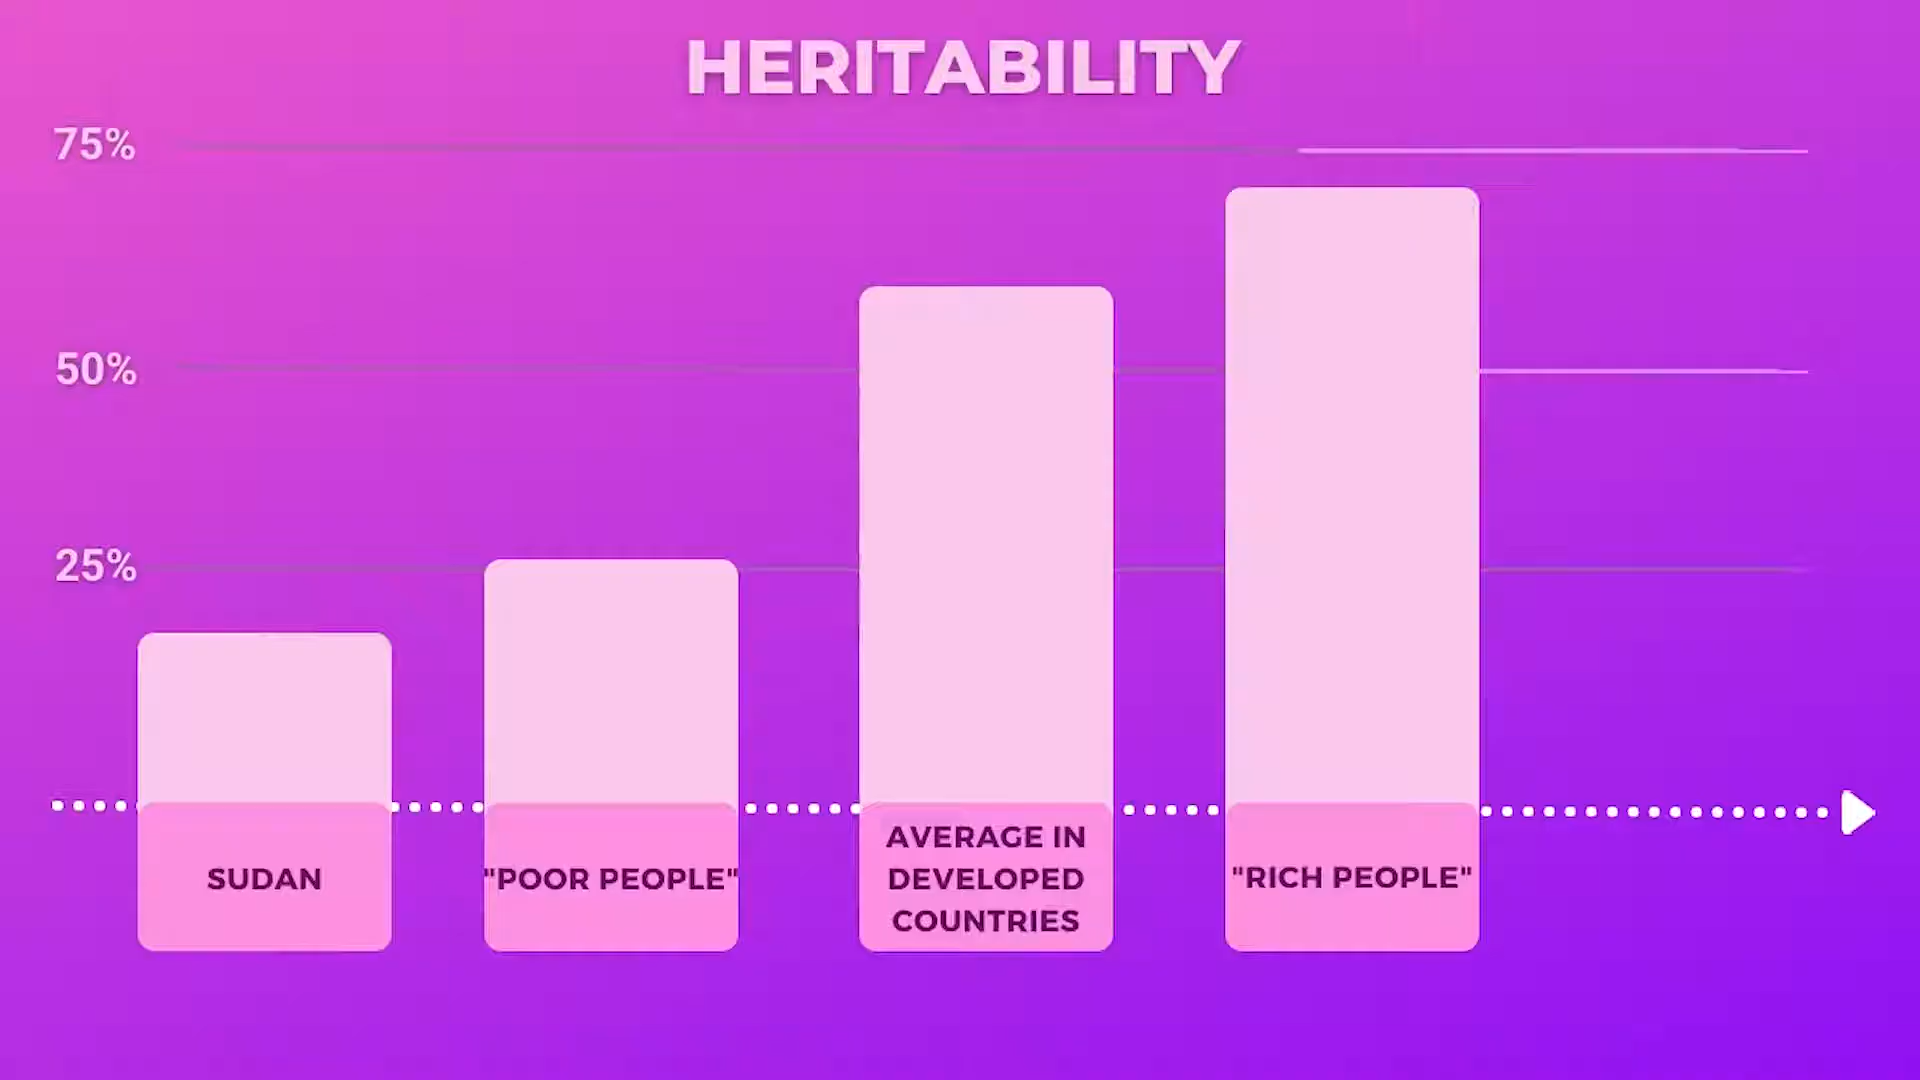 HERITABILITY
75%
50%
25%
SUDAN
"POOR PEOPLE"
AVERAGE IN
DEVELOPED
COUNTRIES
"RICH PEOPLE"